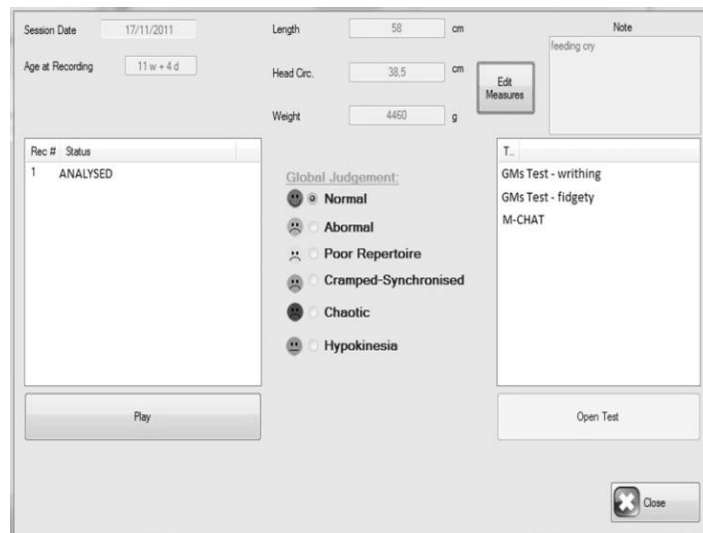 Session Date 17/11/2011 Length 58 cm Note
feeding cry
Age at Recording 11 w + 4 d Head Circ. 38,5 cm
Edit
Measures
Weight 4460 g
Rec # Status
1 ANALYSED
Global Judgement:
Normal
Abormal
Poor Repertoire
Cramped-Synchronised
Chaotic
Hypokinesia
T..
GMs Test - writhing
GMs Test - fidgety
M-CHAT
Play
Open Test
Close